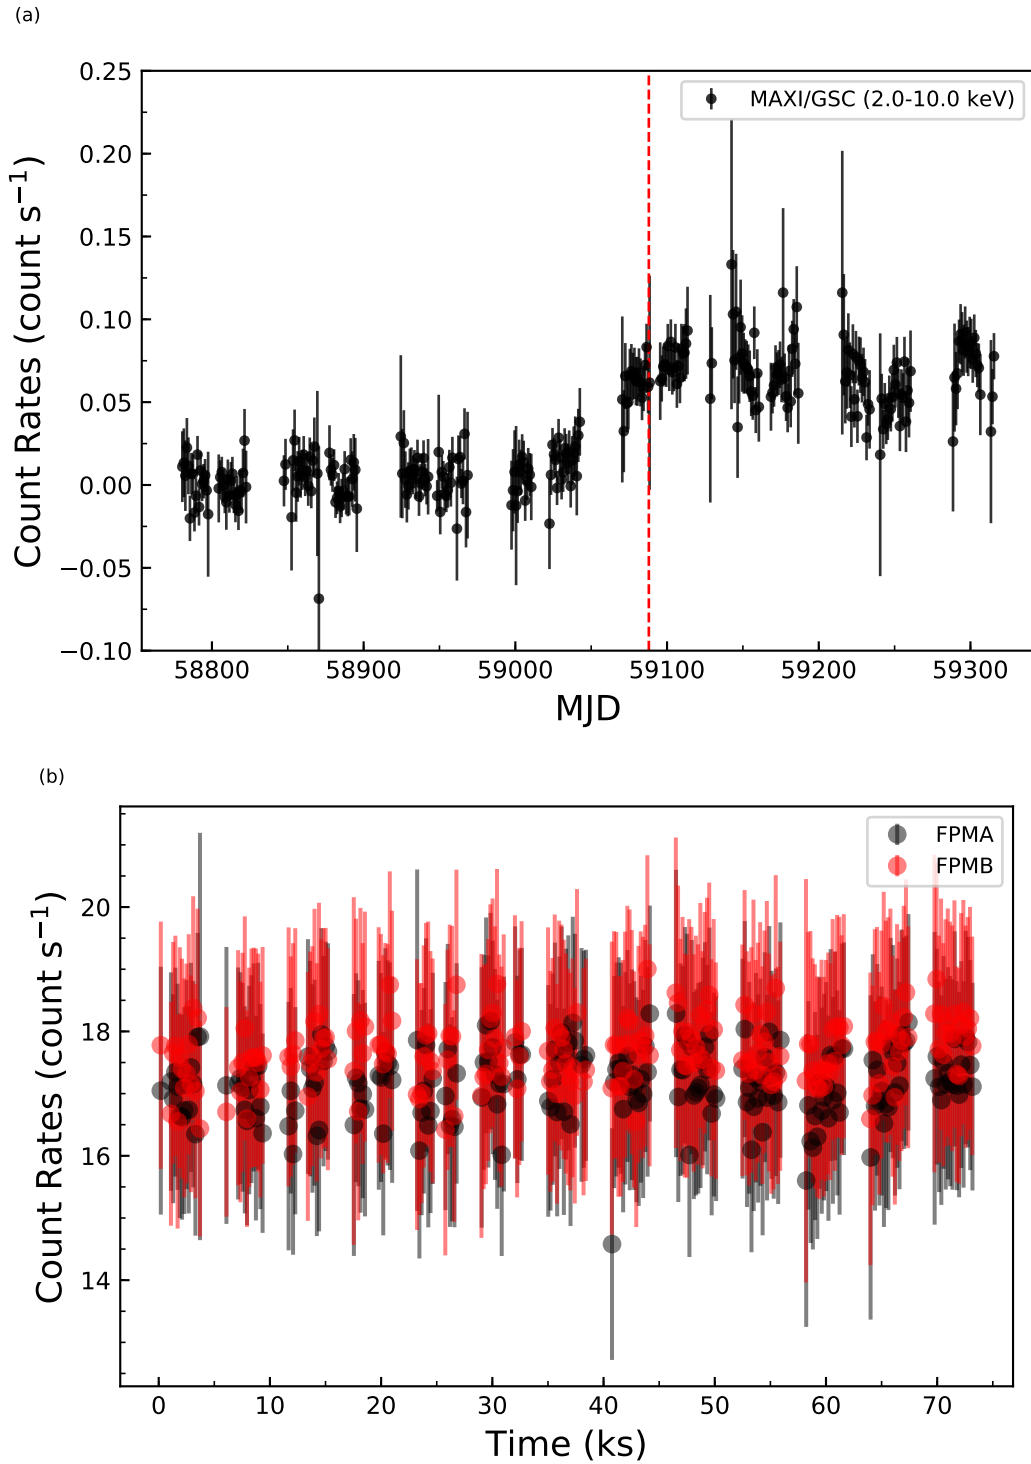 (a)
0.25
0.20
0.15
0.10
0.05
0.00
−0.05
−0.10
Count Rates (count s⁻¹)
MAXI/GSC (2.0-10.0 keV)
58800 58900 59000 59100 59200 59300
MJD
(b)
20
18
16
14
Count Rates (count s⁻¹)
FPMA
FPMB
0 10 20 30 40 50 60 70
Time (ks)